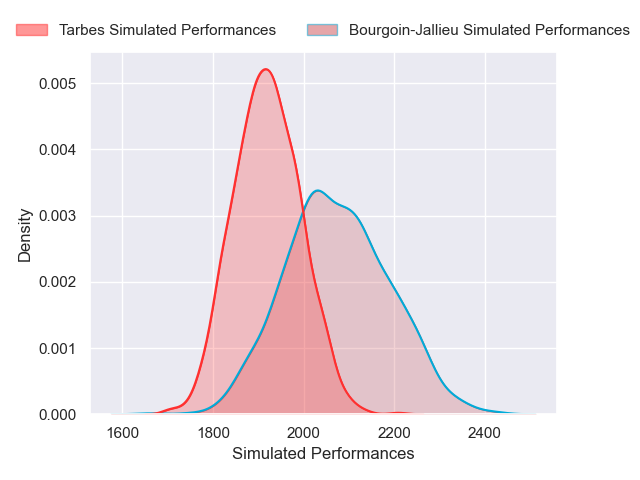 Tarbes Simulated Performances
Bourgoin-Jallieu Simulated Performances
0.005
0.004
0.003
0.002
0.001
0.000
Density
1600 1800 2000 2200 2400
Simulated Performances